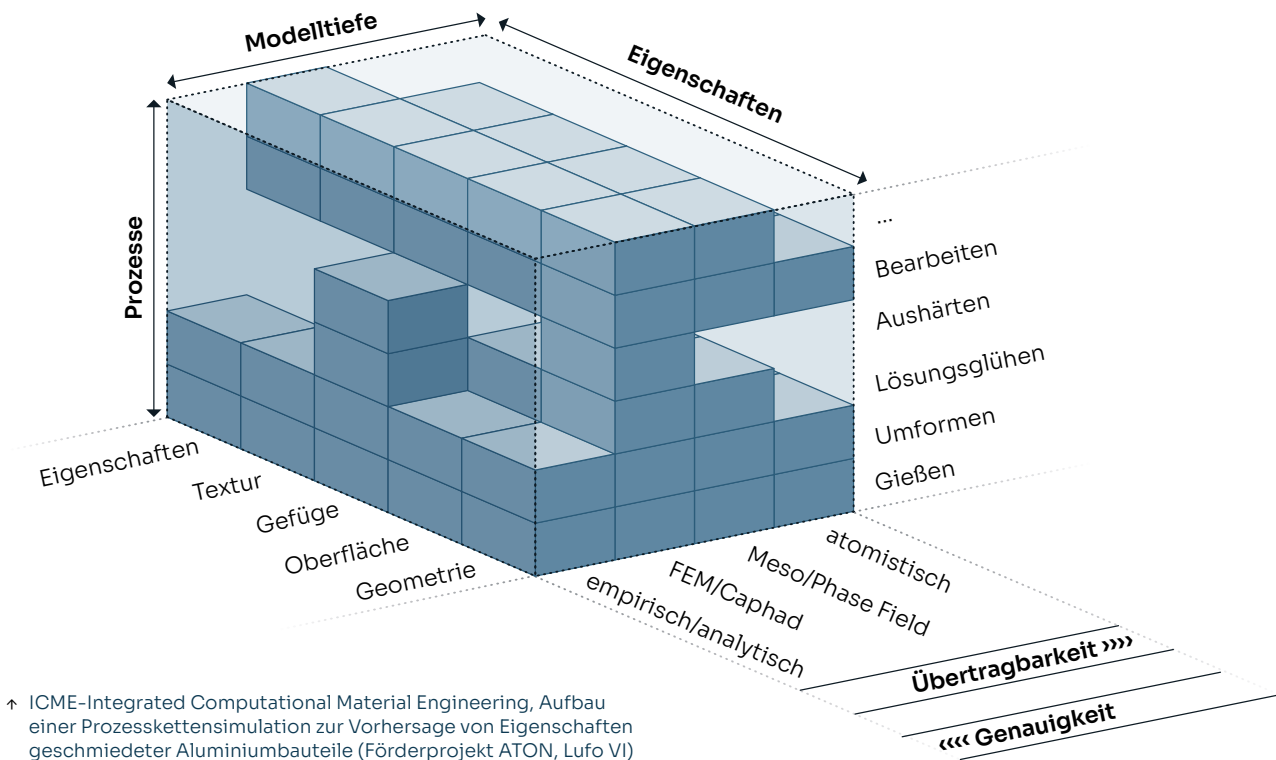 Modelltiefe
Eigenschaften
Prozesse
...
Bearbeiten
Aushärten
Lösungsglühen
Umformen
Gießen
Eigenschaften
Textur
Gefüge
Oberfläche
Geometrie
atomistisch
Meso/Phase Field
FEM/Caphad
empirisch/analytisch
Übertragbarkeit ››››
‹‹‹‹ Genauigkeit
↑ ICME-Integrated Computational Material Engineering, Aufbau
einer Prozesskettensimulation zur Vorhersage von Eigenschaften
geschmiedeter Aluminiumbauteile (Förderprojekt ATON, Lufo VI)